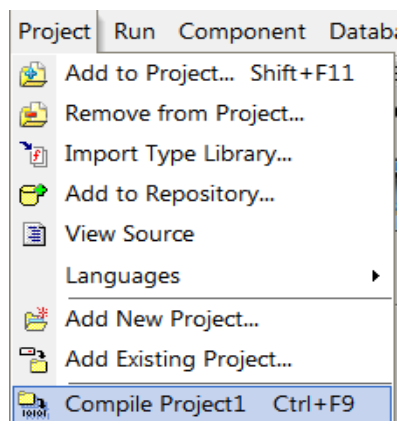 Project Run Component Datab
Add to Project... Shift+F11
Remove from Project...
Import Type Library...
Add to Repository...
View Source
Languages
Add New Project...
Add Existing Project...
Compile Project1 Ctrl+F9